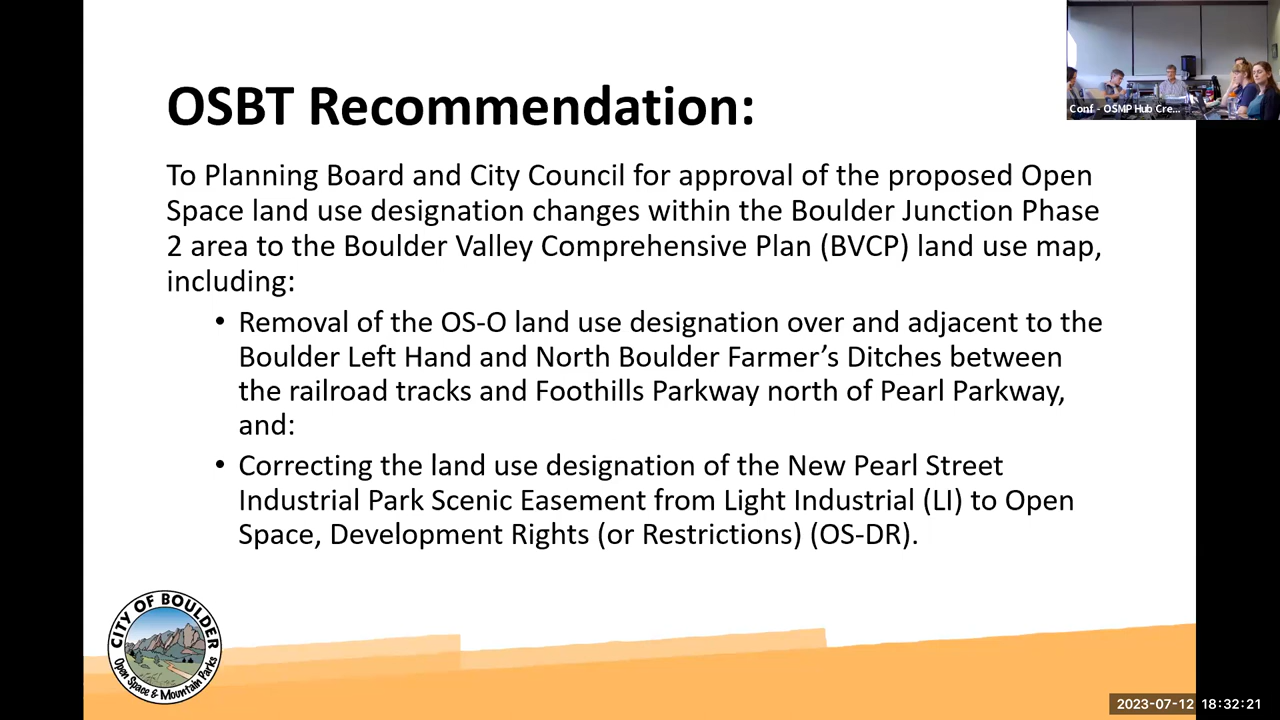 OSBT Recommendation:
To Planning Board and City Council for approval of the proposed Open
Space land use designation changes within the Boulder Junction Phase
2 area to the Boulder Valley Comprehensive Plan (BVCP) land use map,
including:
• Removal of the OS-O land use designation over and adjacent to the
Boulder Left Hand and North Boulder Farmer’s Ditches between
the railroad tracks and Foothills Parkway north of Pearl Parkway,
and:
• Correcting the land use designation of the New Pearl Street
Industrial Park Scenic Easement from Light Industrial (LI) to Open
Space, Development Rights (or Restrictions) (OS-DR).
Conf - OSMP Hub Cre...
CITY OF BOULDER
Open Space & Mountain Parks
2023-07-12 18:32:21